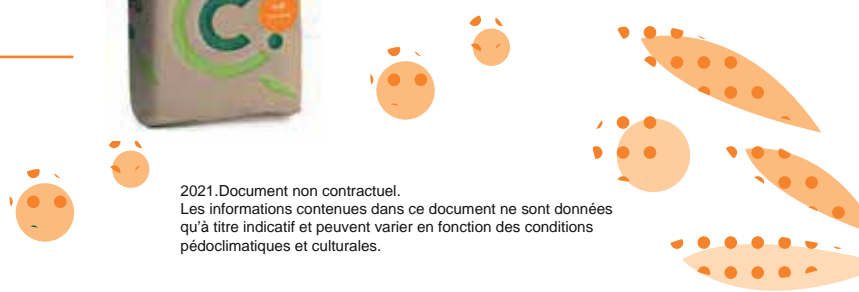 C.
2021.Document non contractuel.
Les informations contenues dans ce document ne sont données
qu'à titre indicatif et peuvent varier en fonction des conditions
pédoclimatiques et culturales.